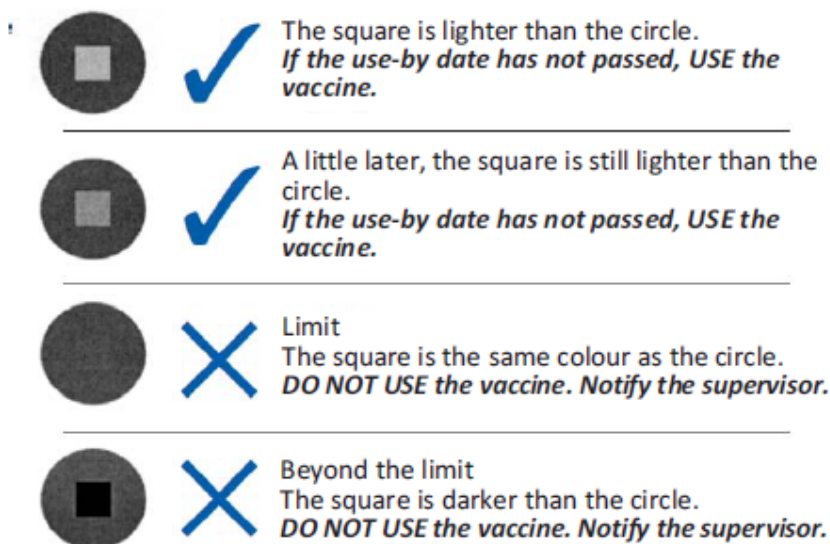 The square is lighter than the circle.
If the use-by date has not passed, USE the
vaccine.
A little later, the square is still lighter than the
circle.
If the use-by date has not passed, USE the
vaccine.
Limit
The square is the same colour as the circle.
DO NOT USE the vaccine. Notify the supervisor.
Beyond the limit
The square is darker than the circle.
DO NOT USE the vaccine. Notify the supervisor.